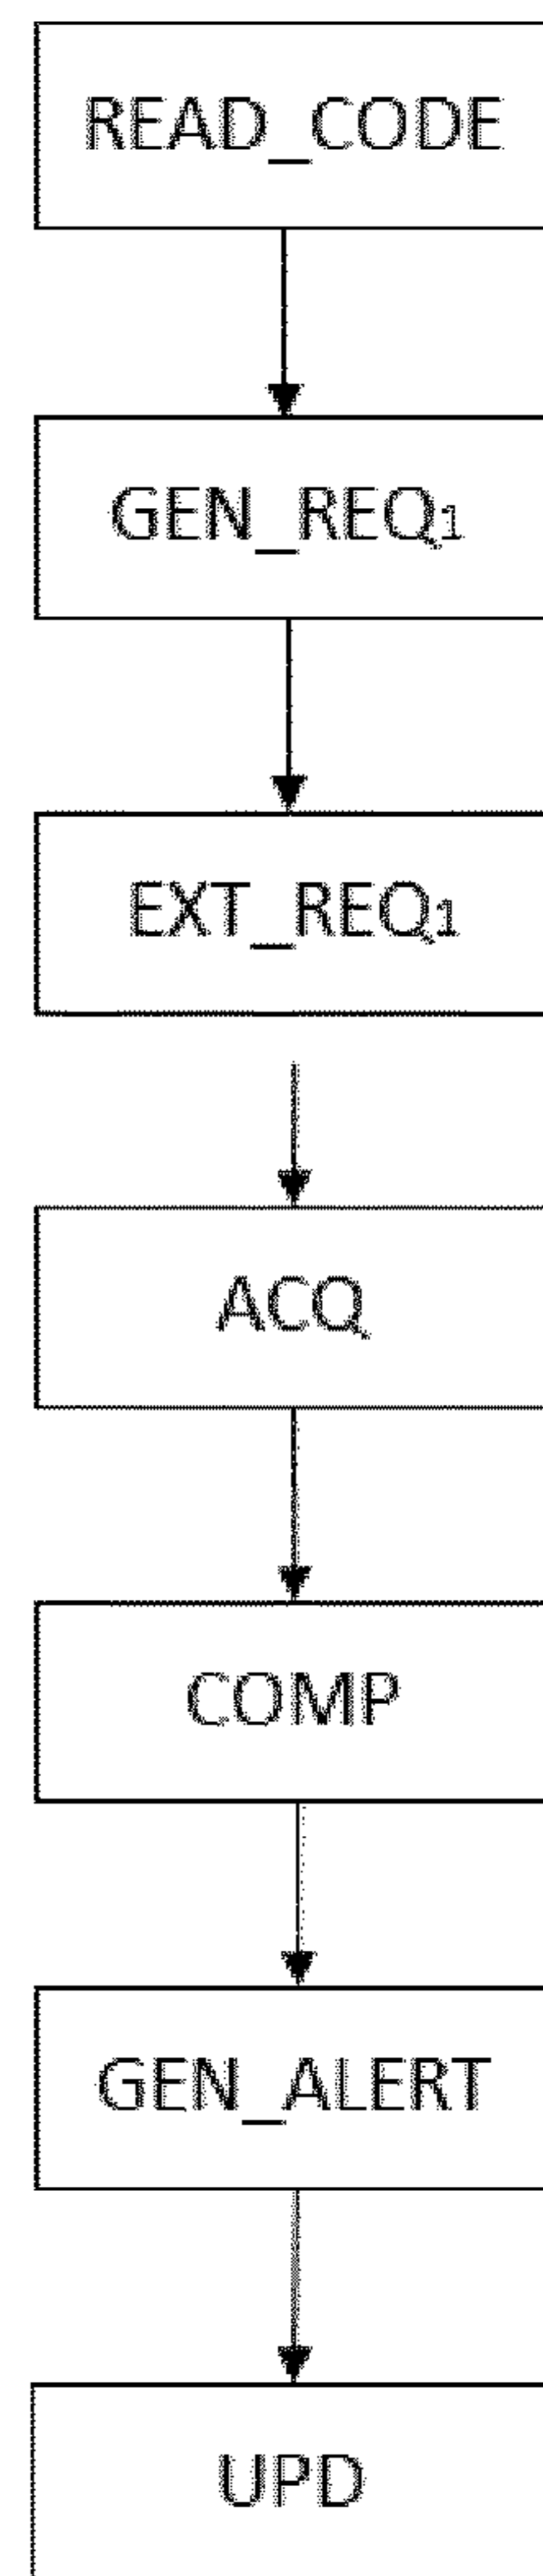 READ_CODE
GEN_REQ₁
EXT_REQ₁
ACQ
COMP
GEN_ALERT
UPD